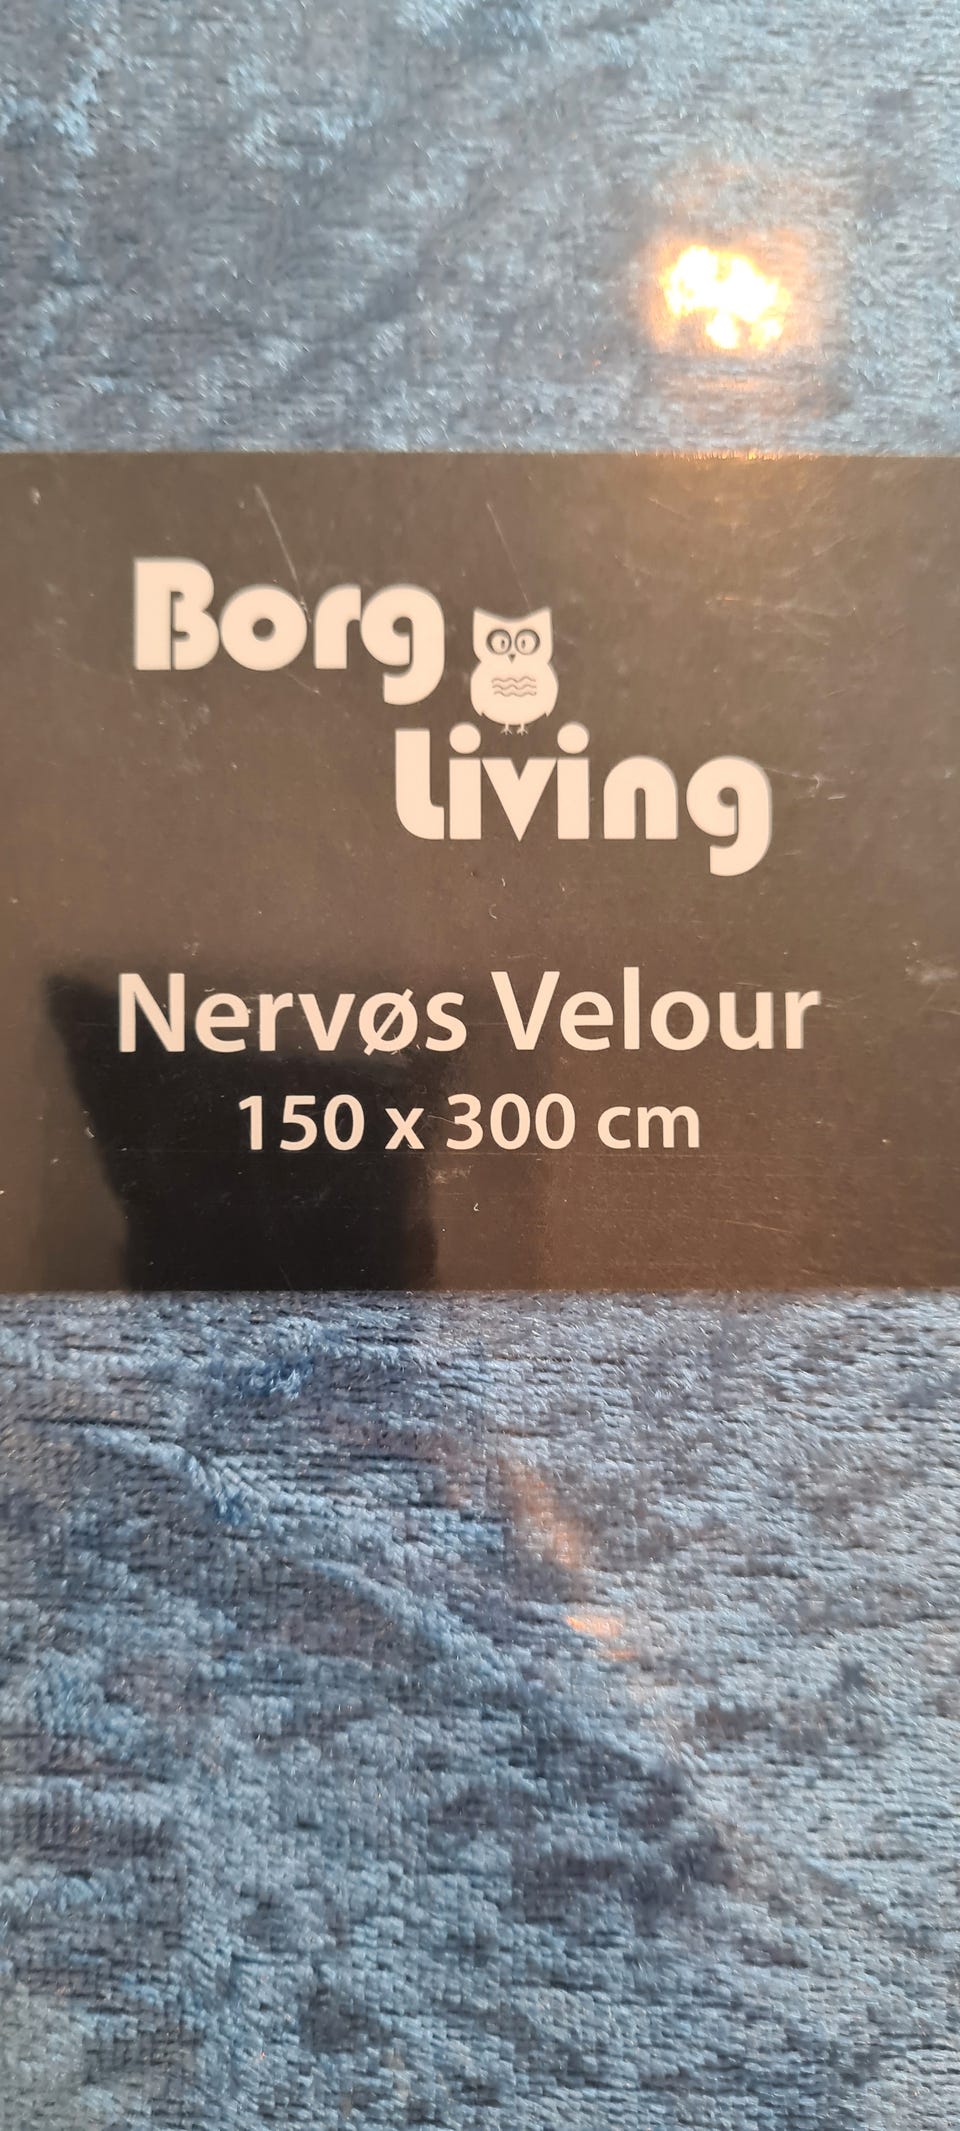 Borg
Living
Nervøs Velour
150 x 300 cm